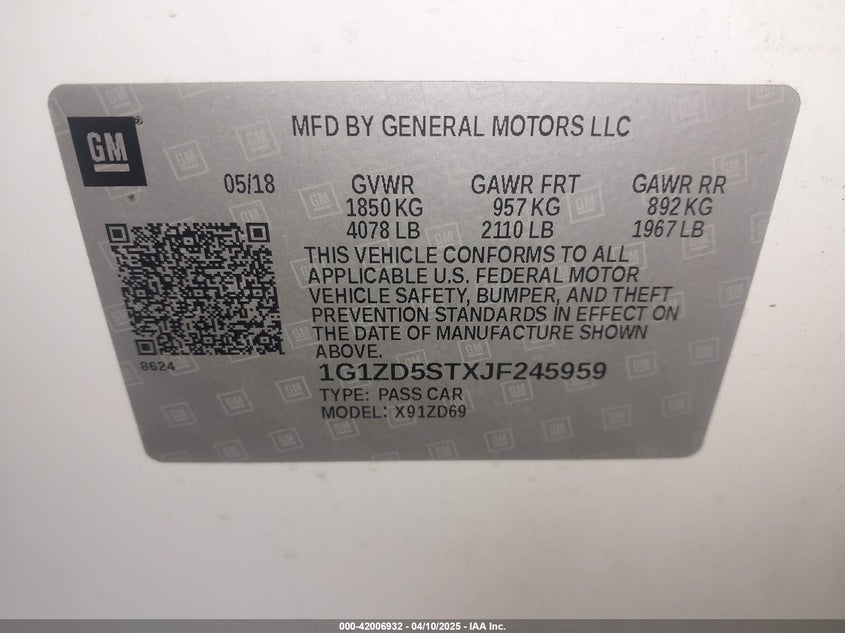 GM
MFD BY GENERAL MOTORS LLC
05/18 GVWR GAWR FRT GAWR RR
1850 KG 957 KG 892 KG
4078 LB 2110 LB 1967 LB
THIS VEHICLE CONFORMS TO ALL
APPLICABLE U.S. FEDERAL MOTOR
VEHICLE SAFETY, BUMPER, AND THEFT
PREVENTION STANDARDS IN EFFECT ON
THE DATE OF MANUFACTURE SHOWN
ABOVE.
8624
1G1ZD5STXJF245959
TYPE: PASS CAR
MODEL: X91ZD69
000-42006932 - 04/10/2025 - IAA Inc.